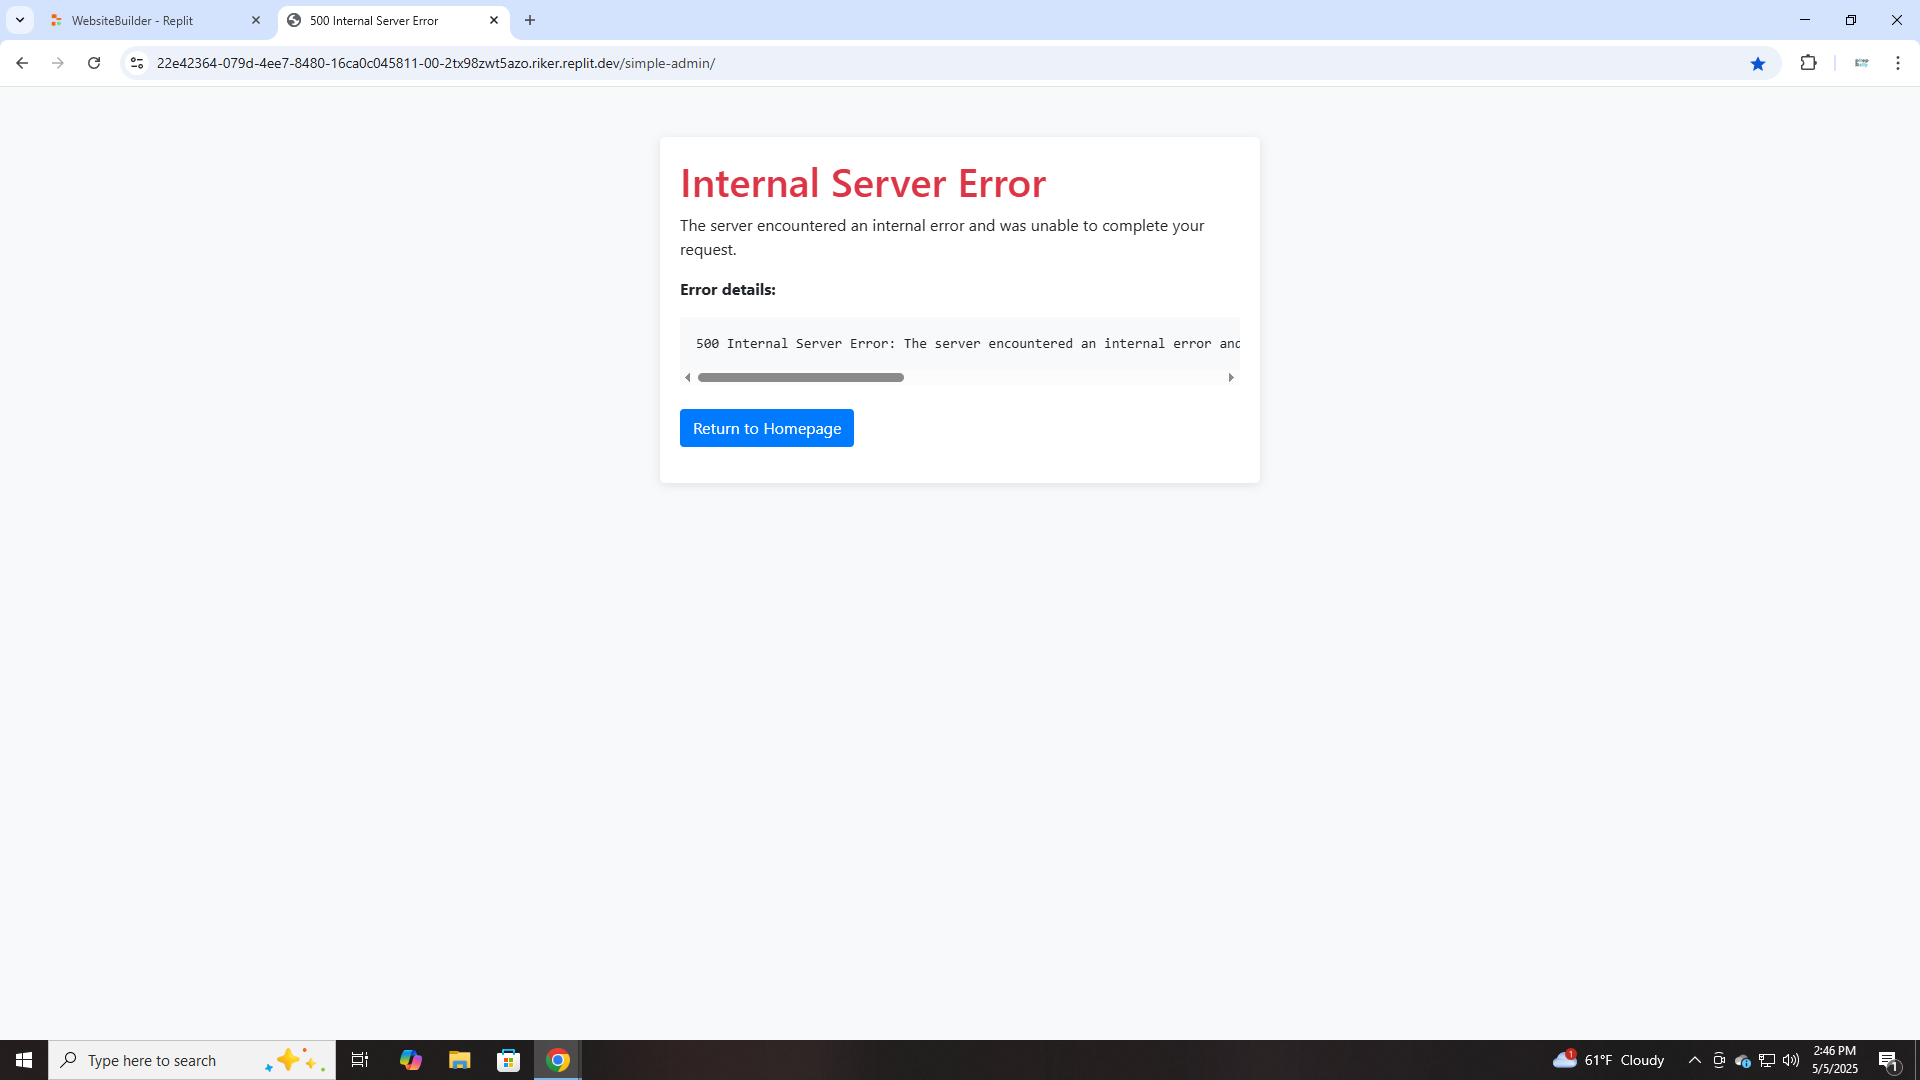 WebsiteBuilder - Replit
500 Internal Server Error
22e42364-079d-4ee7-8480-16ca0c045811-00-2tx98zwt5azo.riker.replit.dev/simple-admin/
Internal Server Error
The server encountered an internal error and was unable to complete your
request.
Error details:
500 Internal Server Error: The server encountered an internal error and
Return to Homepage
Type here to search
1
61°F Cloudy
2:46 PM
5/5/2025
1